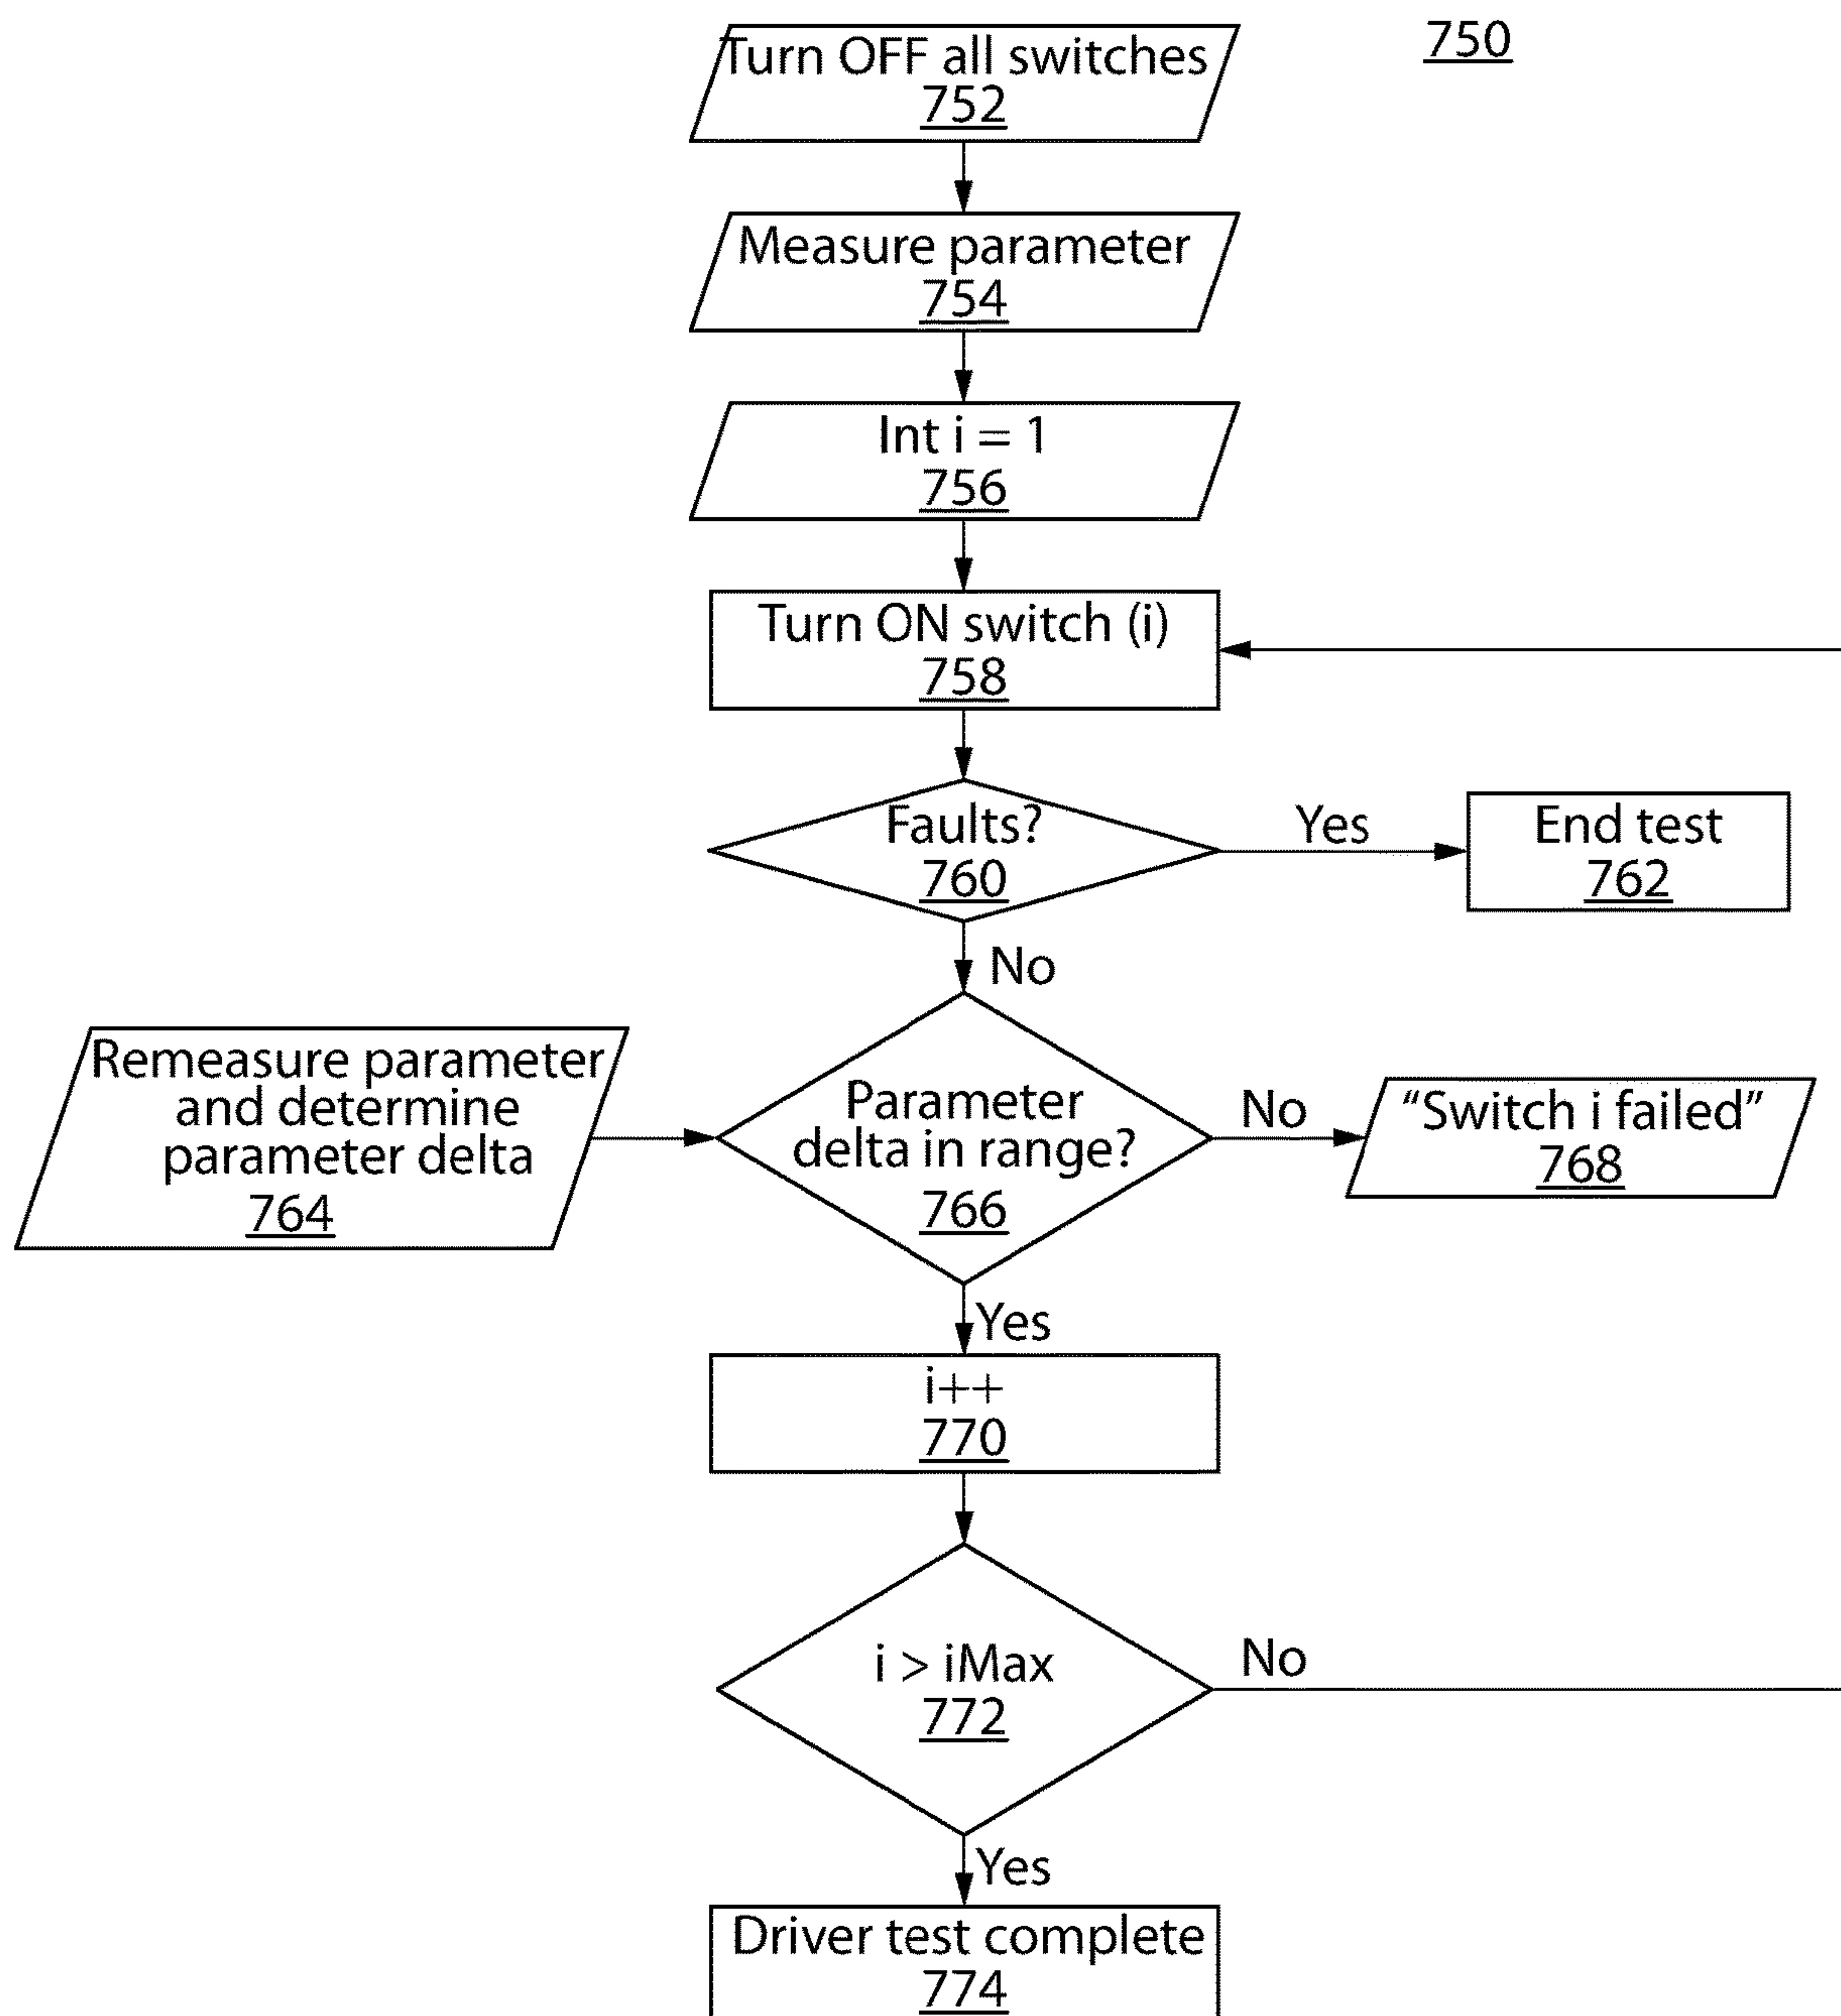 750
Turn OFF all switches
752
Measure parameter
754
Int i = 1
756
Turn ON switch (i)
758
Faults?
760
Yes
End test
762
No
Remeasure parameter
and determine
parameter delta
764
Parameter
delta in range?
766
No
“Switch i failed”
768
Yes
i++
770
i > iMax
772
No
Yes
Driver test complete
774